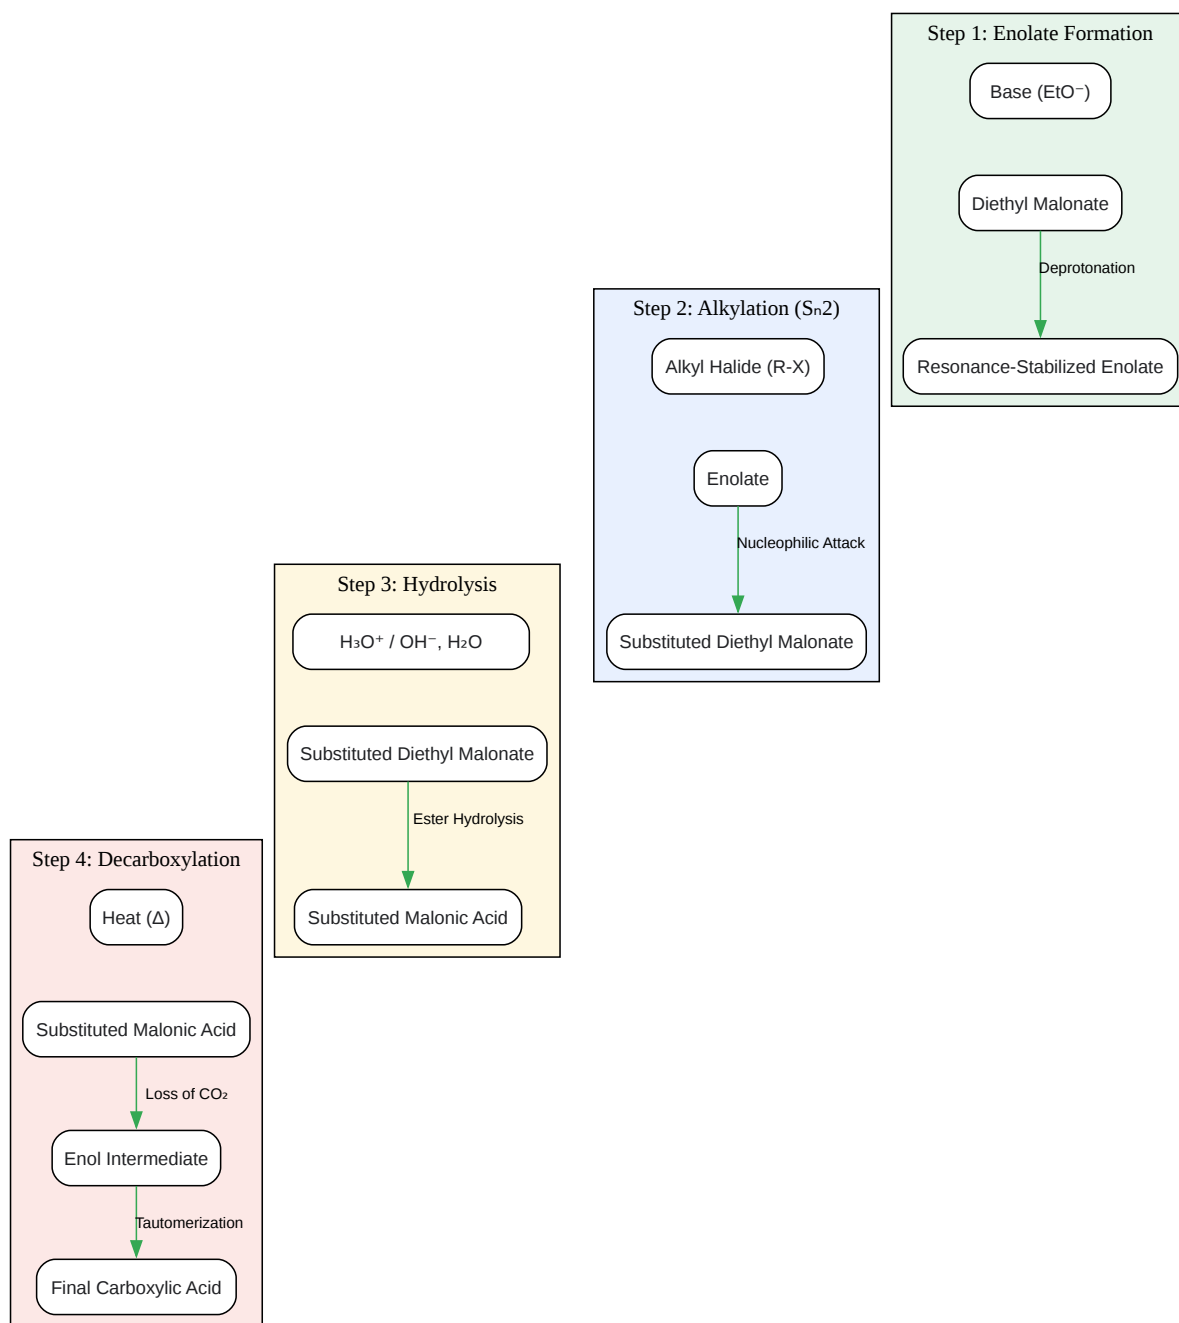 Step 1: Enolate Formation
Base (EtO⁻)
Diethyl Malonate
Deprotonation
Resonance-Stabilized Enolate
Step 2: Alkylation (Sₙ2)
Alkyl Halide (R-X)
Enolate
Nucleophilic Attack
Substituted Diethyl Malonate
Step 3: Hydrolysis
H₃O⁺ / OH⁻, H₂O
Substituted Diethyl Malonate
Ester Hydrolysis
Substituted Malonic Acid
Step 4: Decarboxylation
Heat (Δ)
Substituted Malonic Acid
Loss of CO₂
Enol Intermediate
Tautomerization
Final Carboxylic Acid